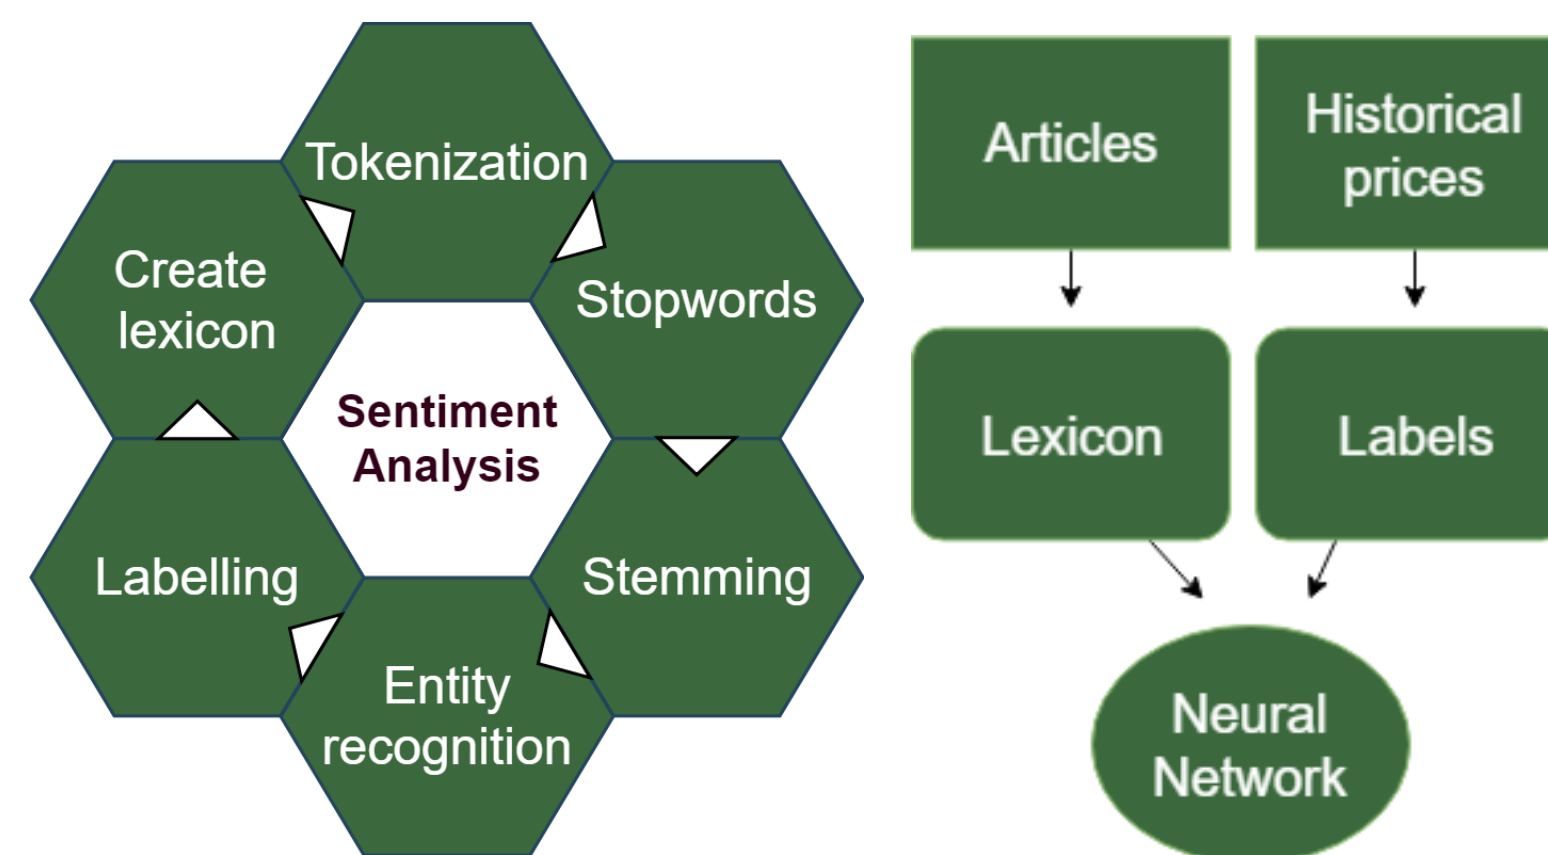 Tokenization
Stopwords
Stemming
Entity
recognition
Labelling
Create
lexicon
Sentiment
Analysis
Articles
Historical
prices
Lexicon
Labels
Neural
Network